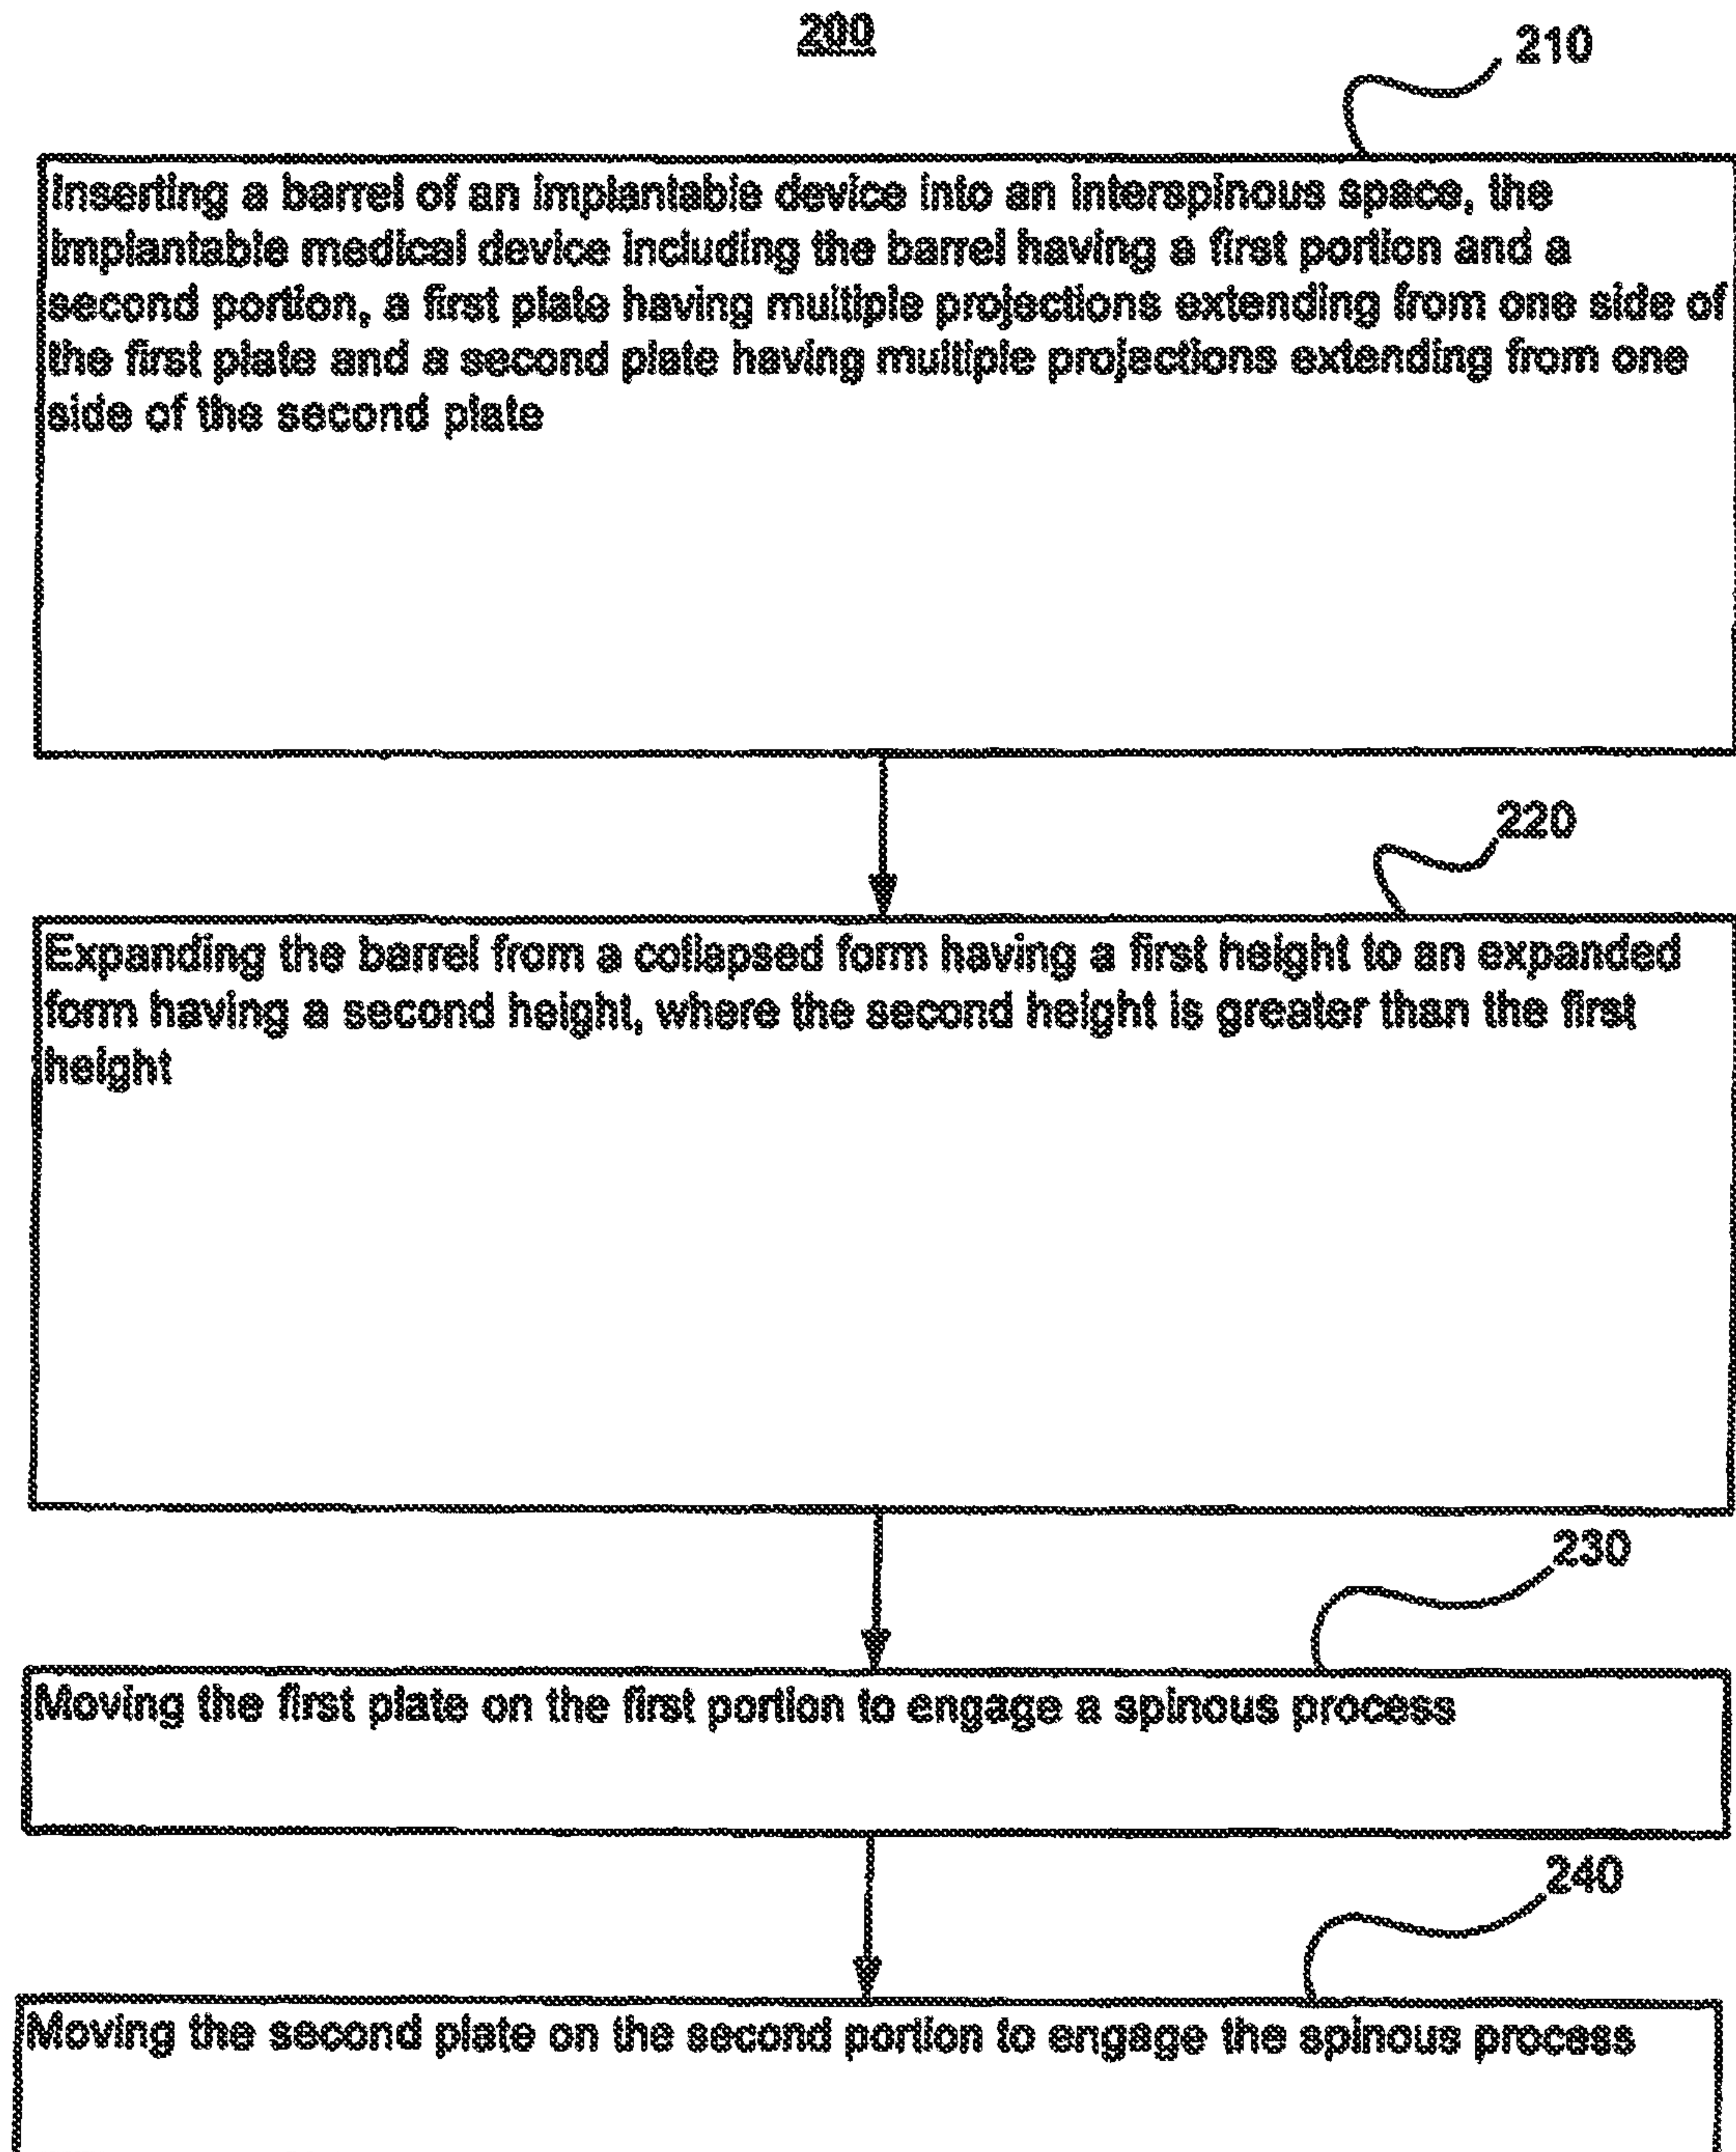 200
210
Inserting a barrel of an implantable device into an interspinous space, the
implantable medical device including the barrel having a first portion and a
second portion, a first plate having multiple projections extending from one side of
the first plate and a second plate having multiple projections extending from one
side of the second plate
220
Expanding the barrel from a collapsed form having a first height to an expanded
form having a second height, where the second height is greater than the first
height
230
Moving the first plate on the first portion to engage a spinous process
240
Moving the second plate on the second portion to engage the spinous process